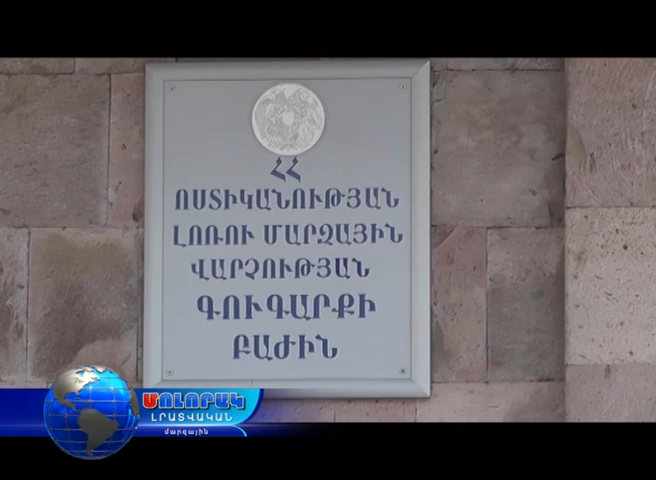 ՀՀ
ՈՍՏԻԿԱՆՈՒԹՅԱՆ
ԼՈՌՈՒ ՄԱՐԶԱՅԻՆ
ՎԱՐՉՈՒԹՅԱՆ
ԳՈՒԳԱՐՔԻ
ԲԱԺԻՆ
ՄՈԼՈՐԱԿ
ԼՐԱՏՎԱԿԱՆ
մարզային